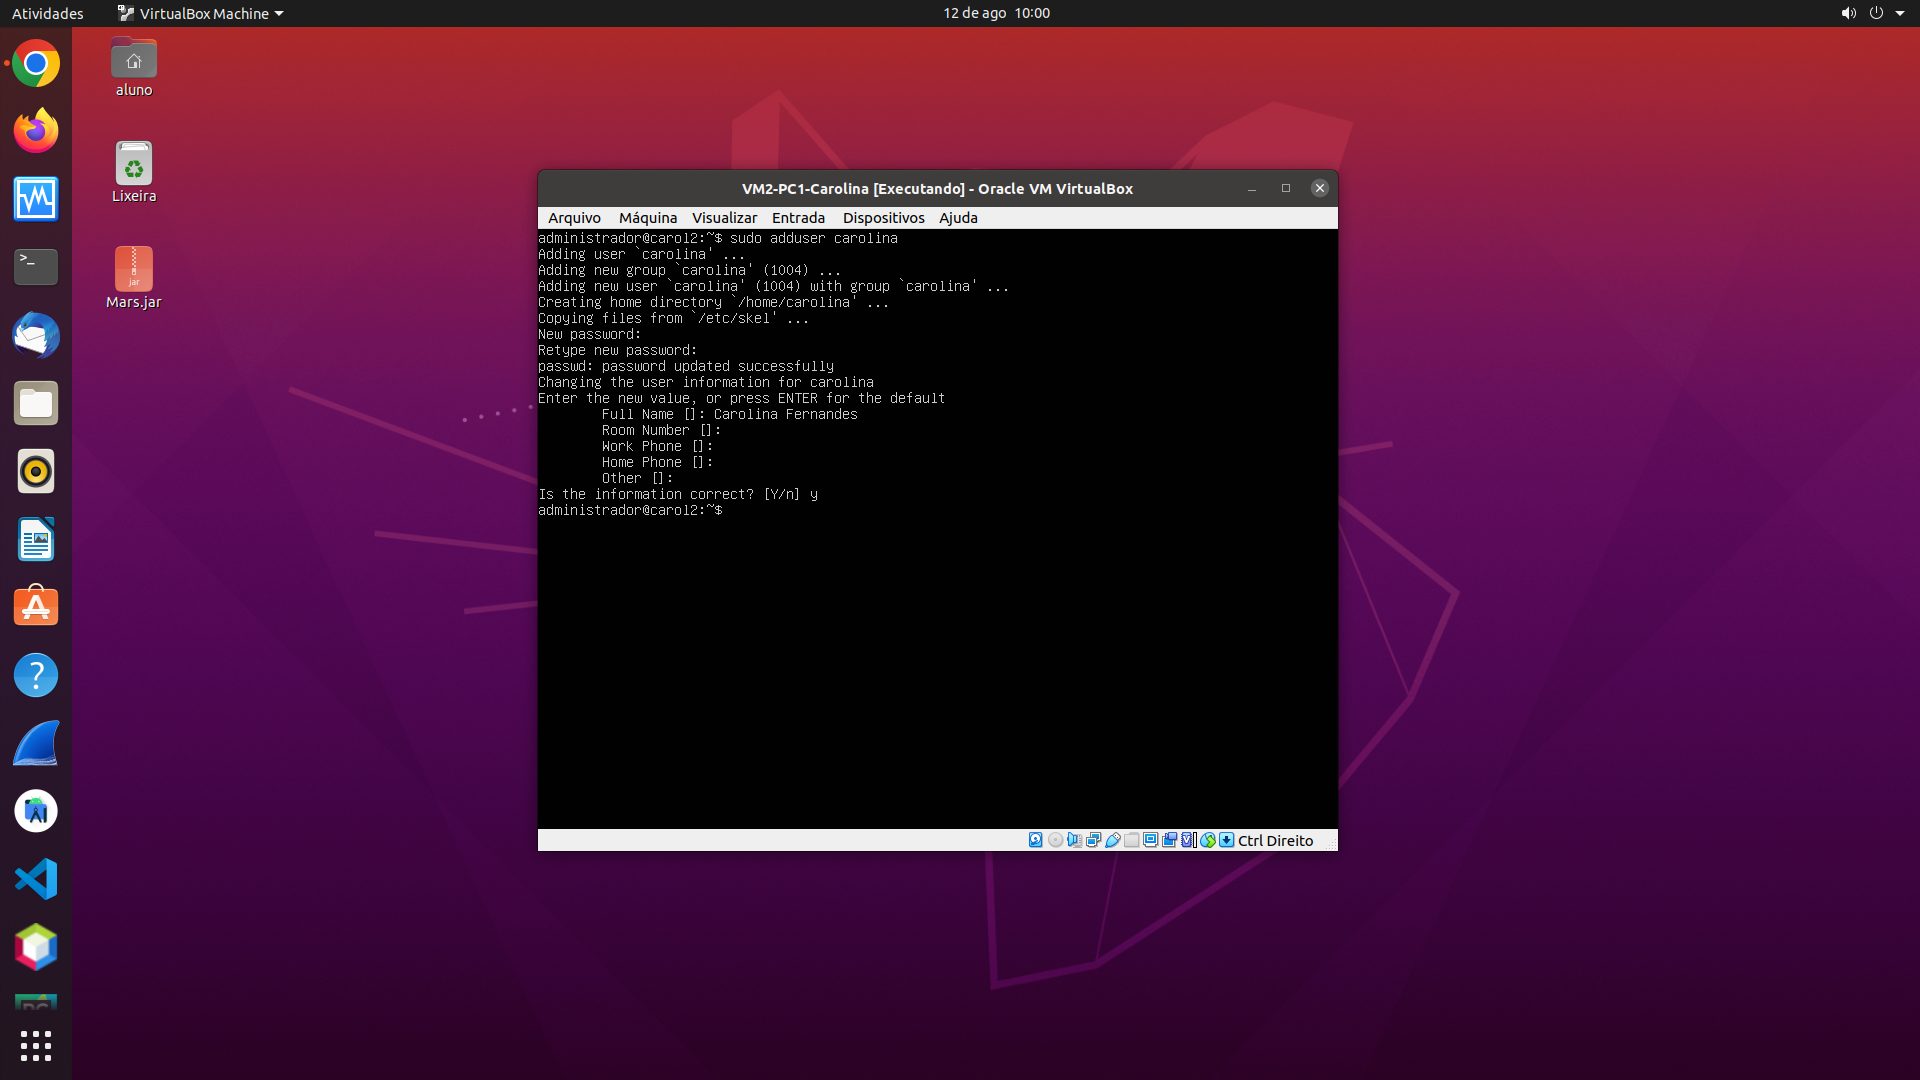 Atividades VirtualBox Machine 12 de ago 10:00
aluno
Lixeira
jar
Mars.jar
VM2-PC1-Carolina [Executando] - Oracle VM VirtualBox
Arquivo Máquina Visualizar Entrada Dispositivos Ajuda
administrador@carol2:~$ sudo adduser carolina
Adding user `carolina' ...
Adding new group `carolina' (1004) ...
Adding new user `carolina' (1004) with group `carolina' ...
Creating home directory `/home/carolina' ...
Copying files from `/etc/skel' ...
New password:
Retype new password:
passwd: password updated successfully
Changing the user information for carolina
Enter the new value, or press ENTER for the default
Full Name []: Carolina Fernandes
Room Number []:
Work Phone []:
Home Phone []:
Other []:
Is the information correct? [Y/n] y
administrador@carol2:~$
Ctrl Direito